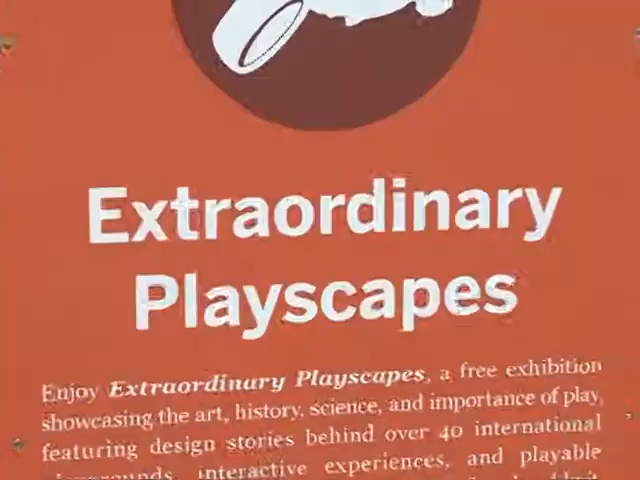 Extraordinary
Playscapes
Enjoy Extraordinary Playscapes, a free exhibition
showcasing the art, history, science, and importance of play,
featuring design stories behind over 40 international
playgrounds, interactive experiences, and playable